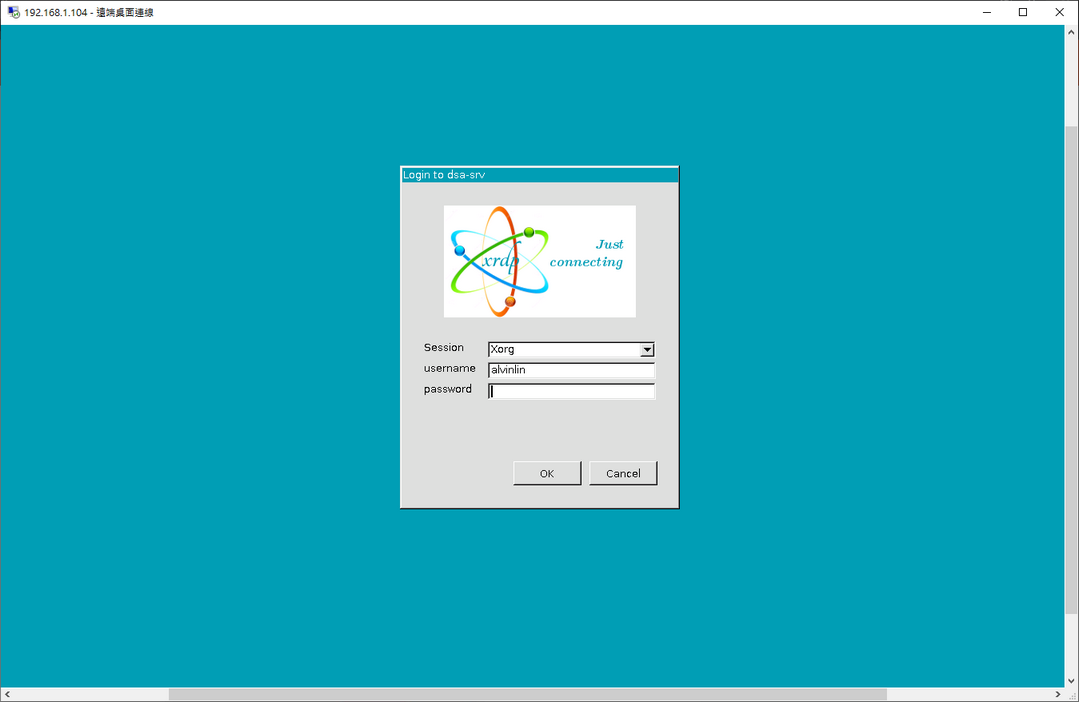 192.168.1.104 - 遠端桌面連線
Login to dsa-srv
xrdp
Just
connecting
Session
Xorg
username
alvinlin
password
OK
Cancel